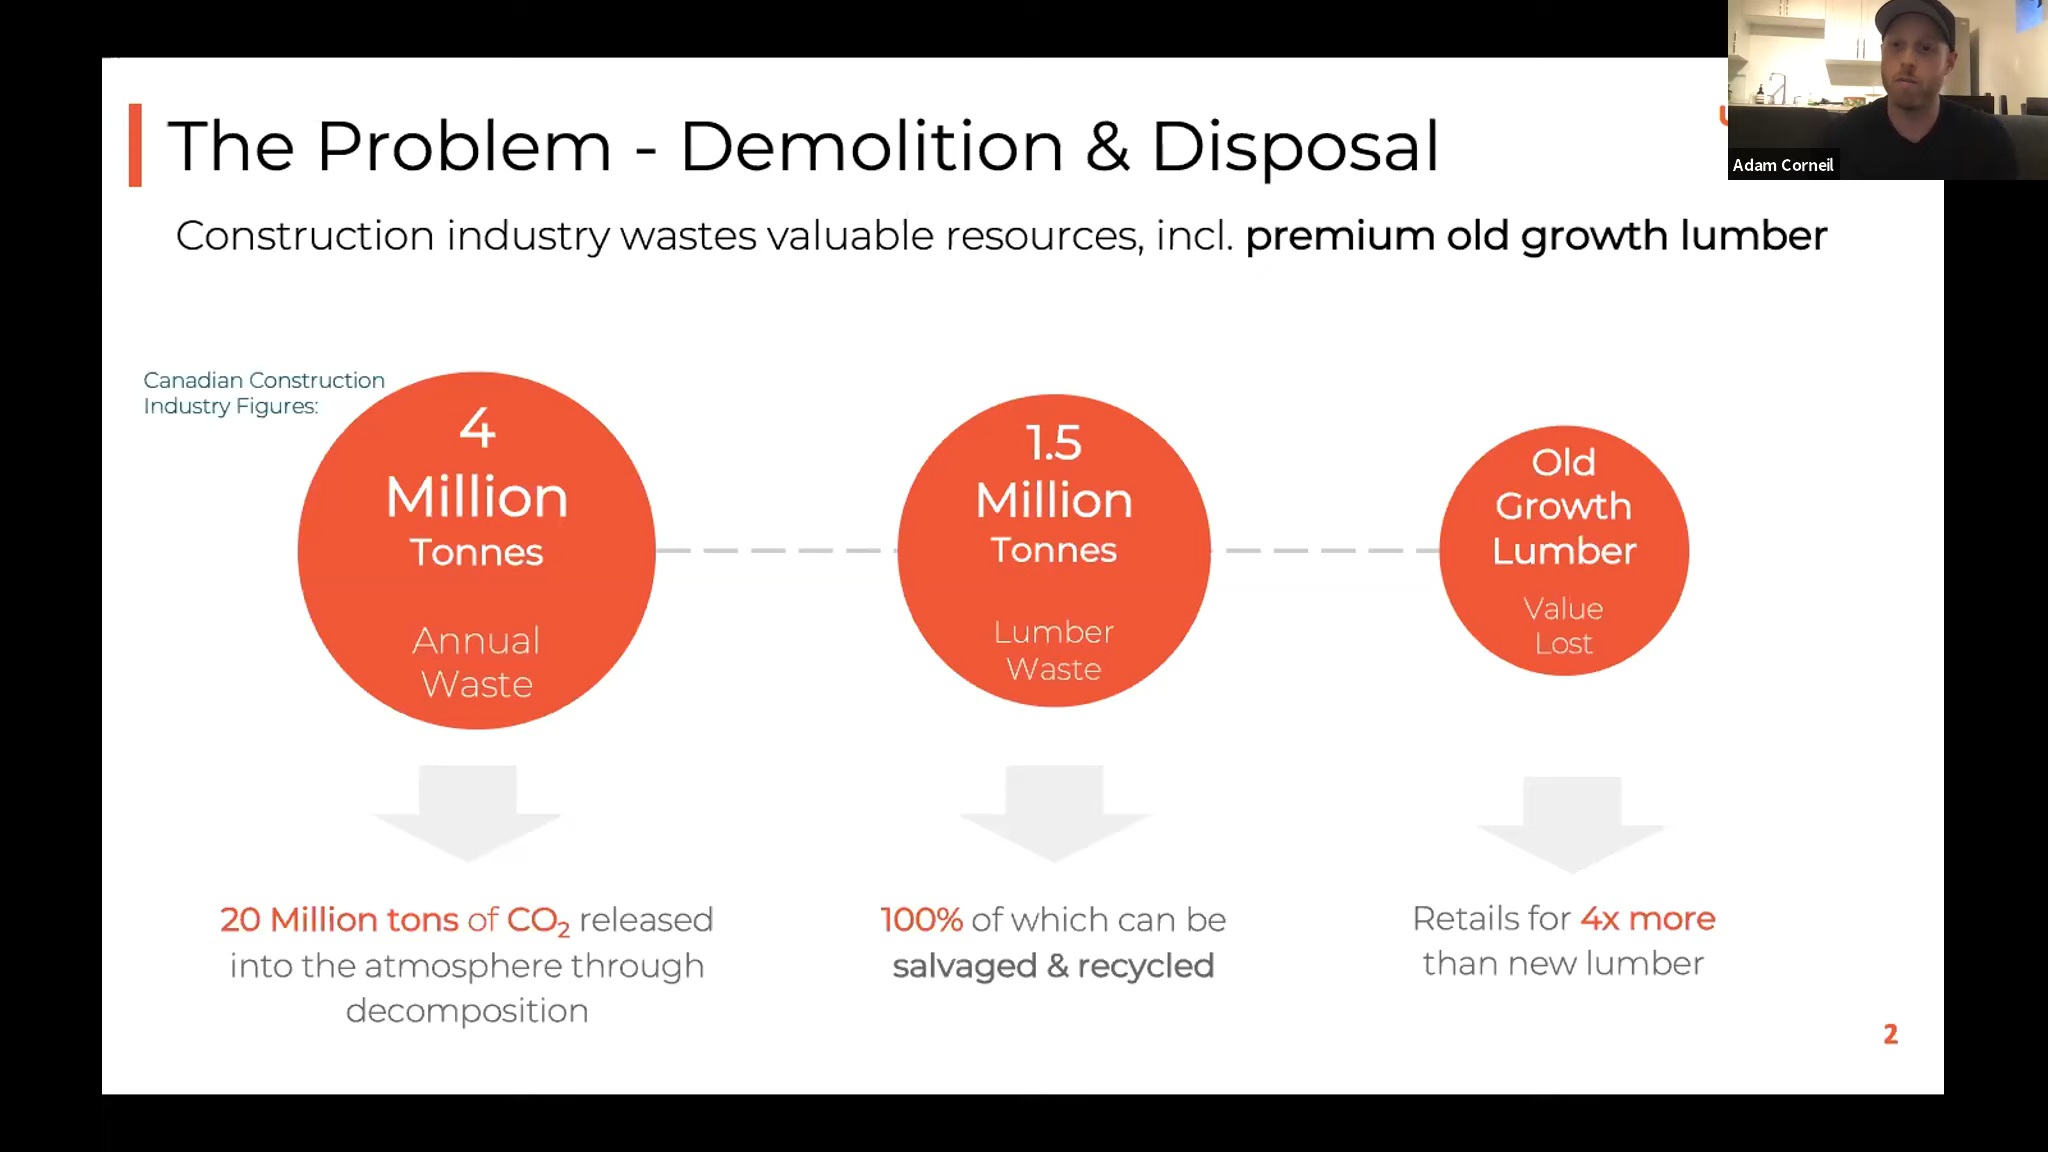 The Problem - Demolition & Disposal
Adam Corneil
Construction industry wastes valuable resources, incl. premium old growth lumber
Canadian Construction
Industry Figures:
4
Million
Tonnes
Annual
Waste
1.5
Million
Tonnes
Lumber
Waste
Old
Growth
Lumber
Value
Lost
20 Million tons of CO₂ released
into the atmosphere through
decomposition
100% of which can be
salvaged & recycled
Retails for 4x more
than new lumber
2